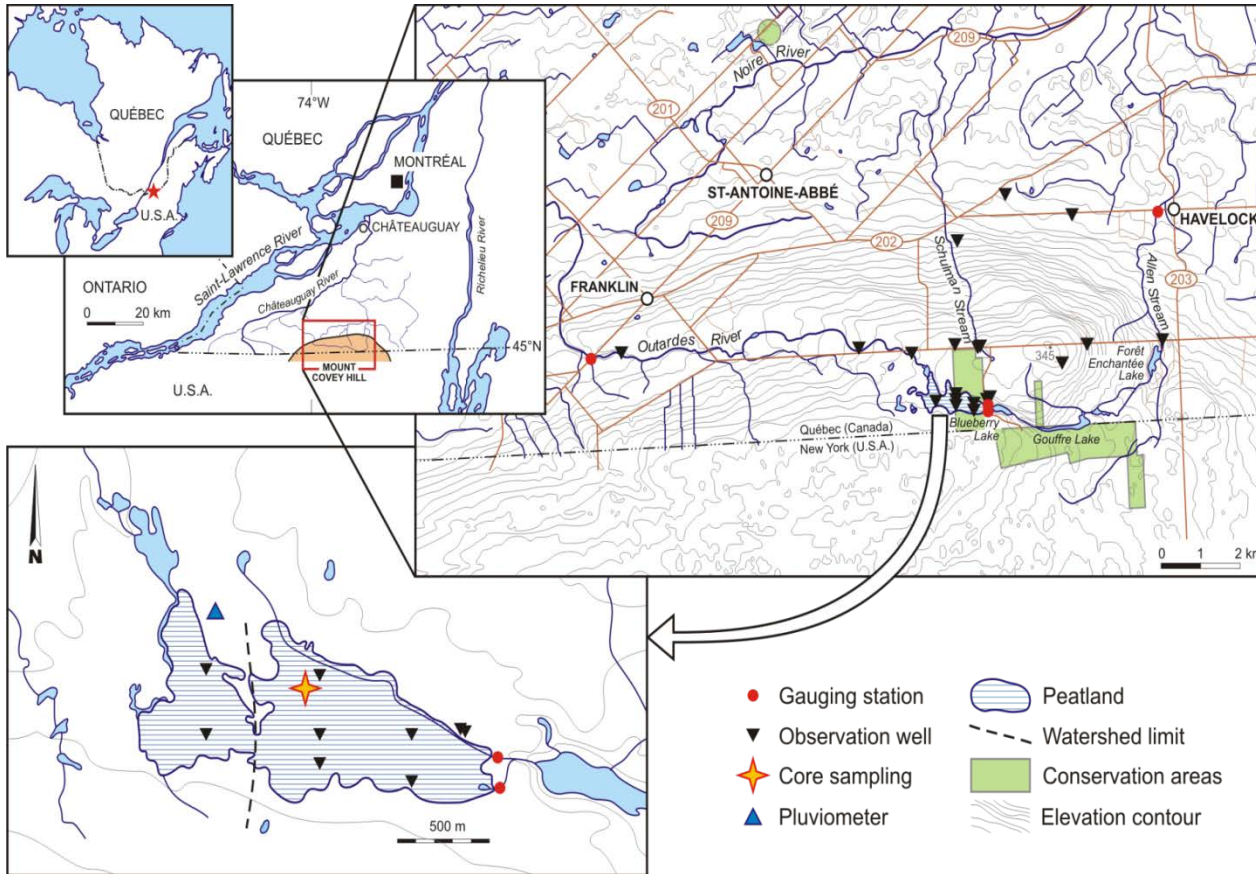 QUÉBEC
U.S.A.
74°W
QUÉBEC
MONTRÉAL
CHÂTEAUGUAY
Saint-Lawrence River
Châteauguay River
Richelieu River
ONTARIO
0 20 km
45°N
U.S.A.
MOUNT
COVEY HILL
209
Noire River
201
ST-ANTOINE-ABBÉ
209
HAVELOCK
202
Schulman Stream
Allen Stream
203
FRANKLIN
Outardes River
345
Forêt
Enchantée
Lake
Blueberry
Lake
Gouffre Lake
Québec (Canada)
New York (U.S.A.)
0 1 2 km
N
500 m
Gauging station
Observation well
Core sampling
Pluviometer
Peatland
Watershed limit
Conservation areas
Elevation contour